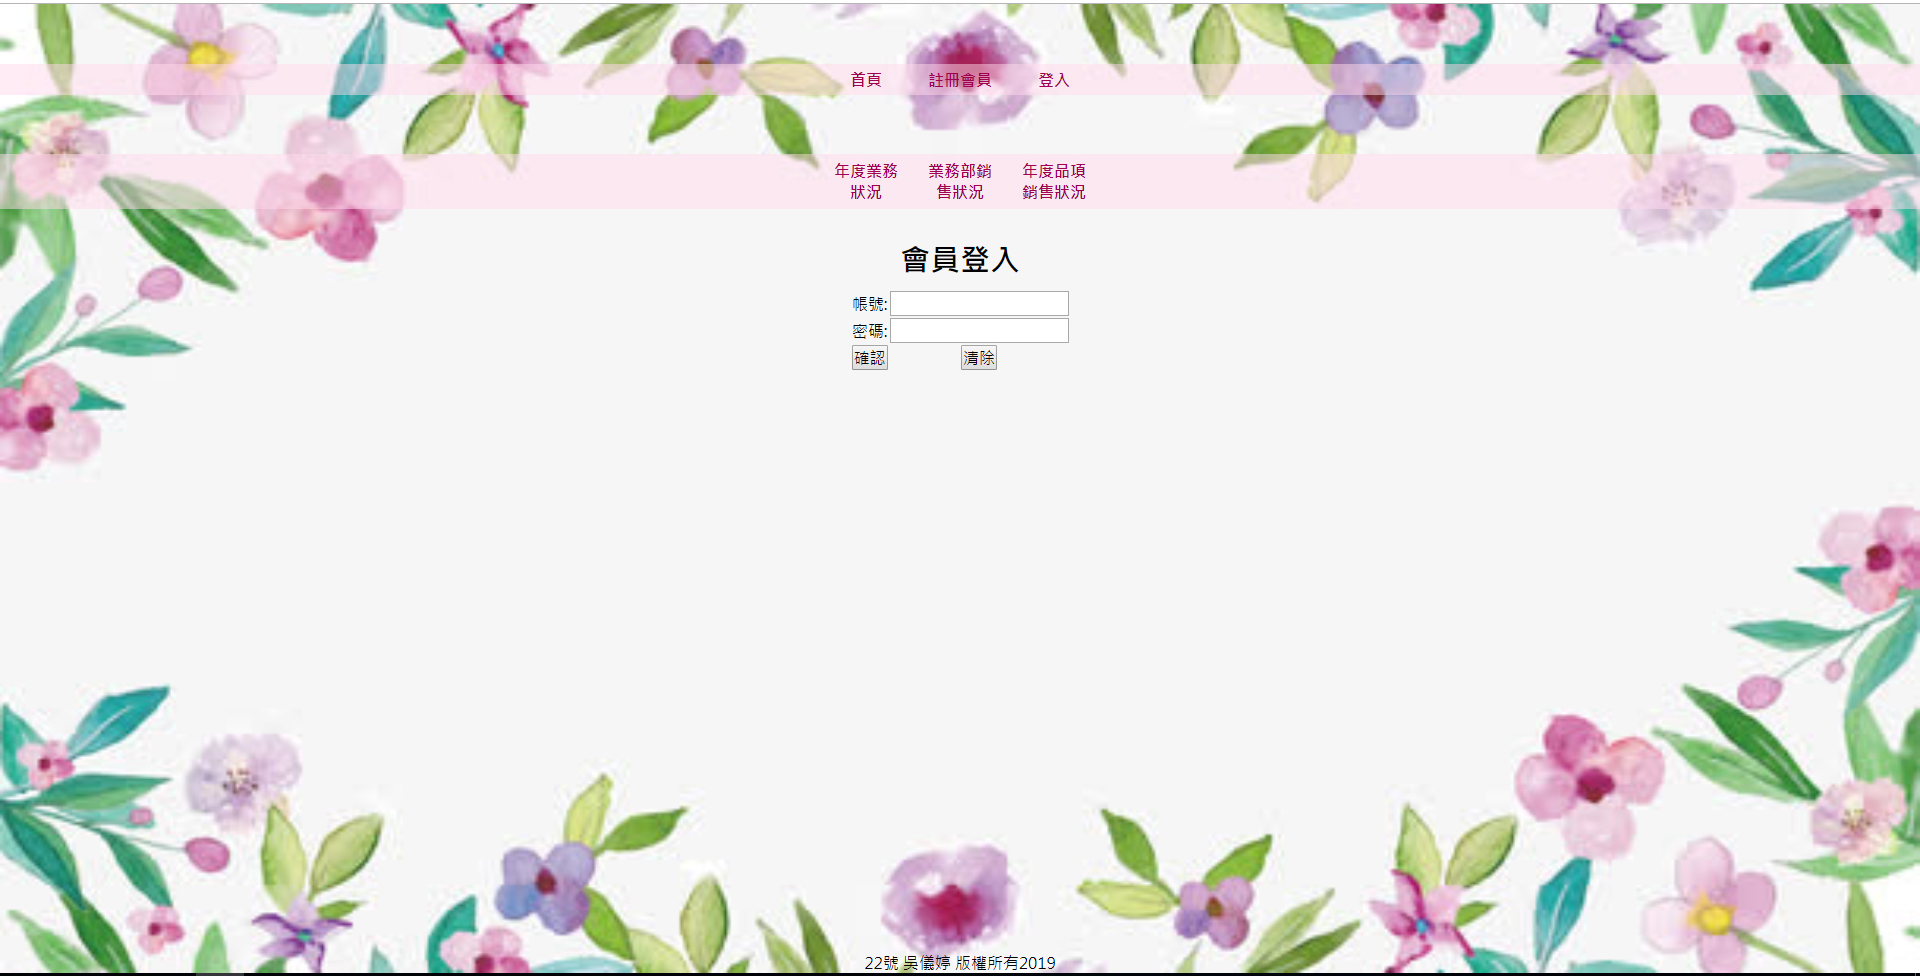 首頁 註冊會員 登入
年度業務 業務部銷 年度品項
狀況 售狀況 銷售狀況
會員登入
帳號:
密碼:
確認 清除
22號 吳儀婷 版權所有2019